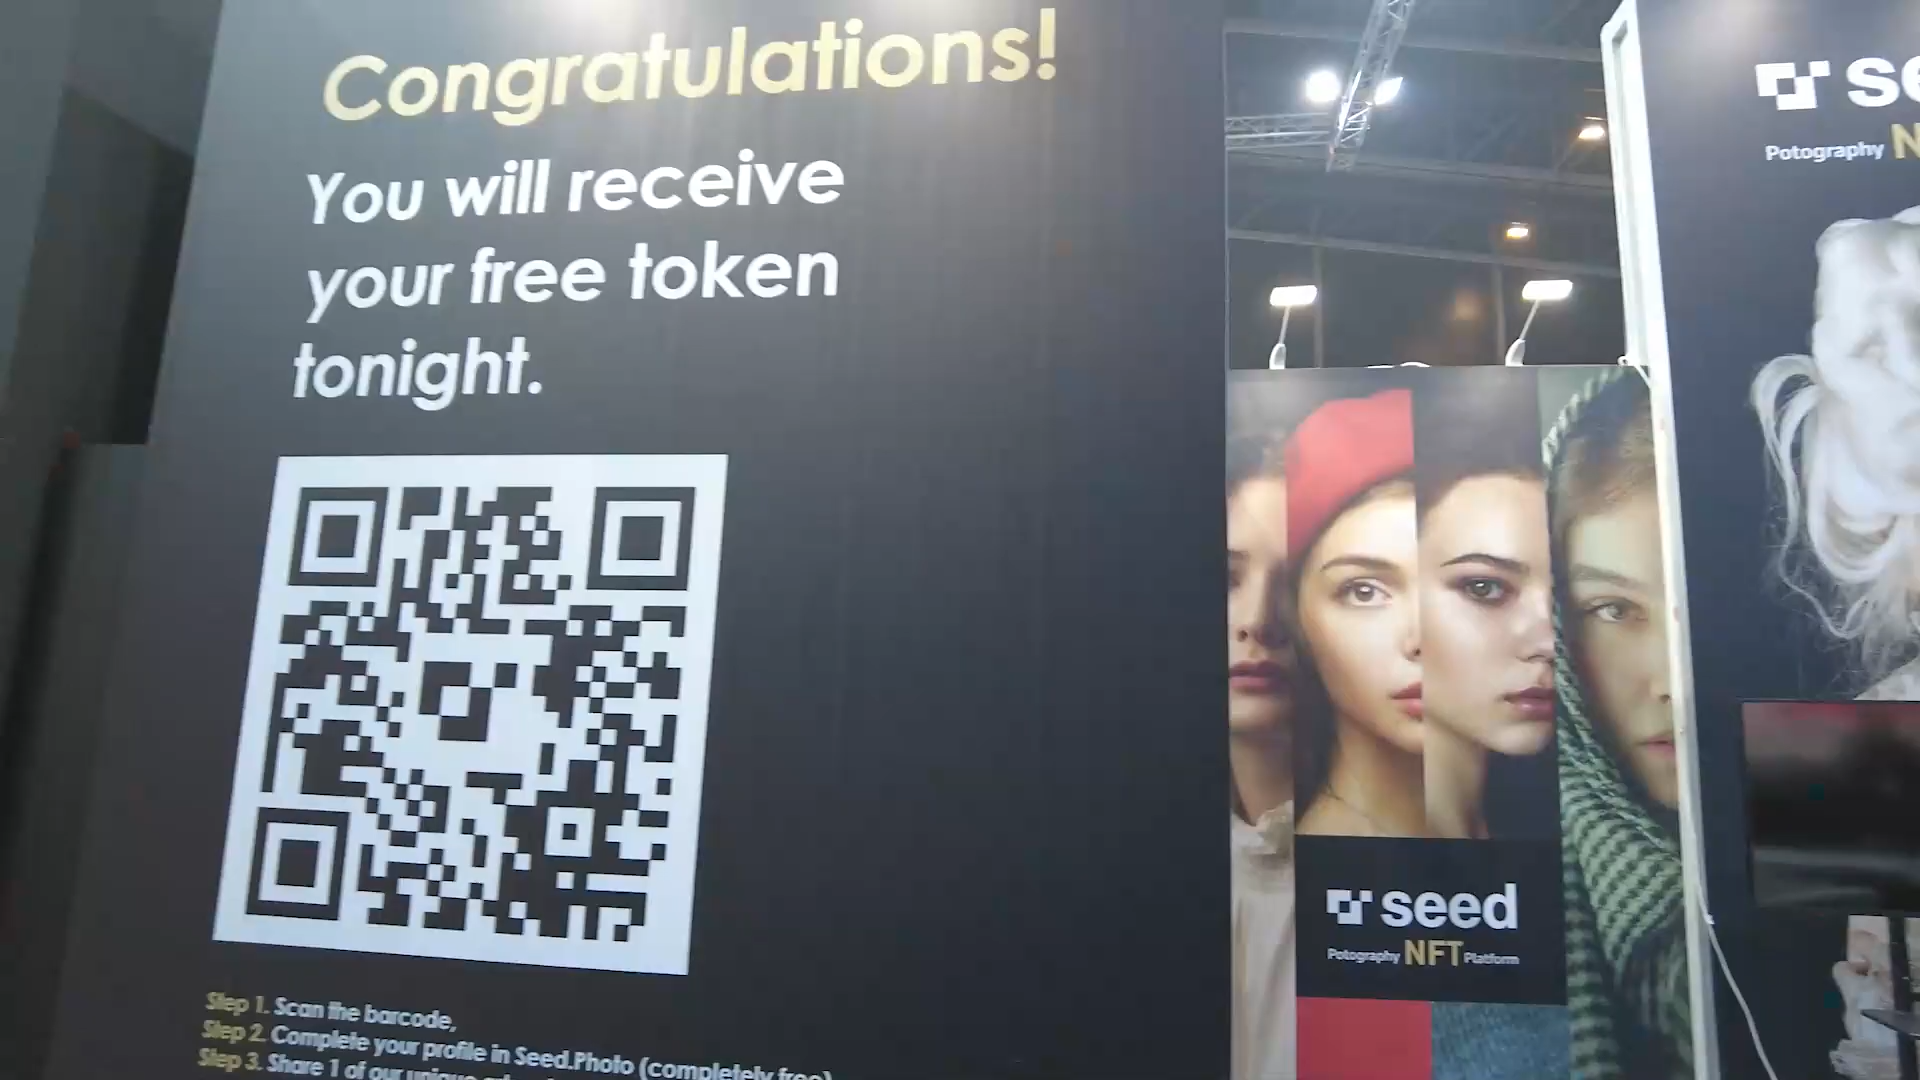 Congratulations!
You will receive
your free token
tonight.
Step 1. Scan the barcode,
Step 2. Complete your profile in Seed.Photo (completely free)
Step 3. Share 1 of our unique
seed
Potography NFT Platform
se
Potography N